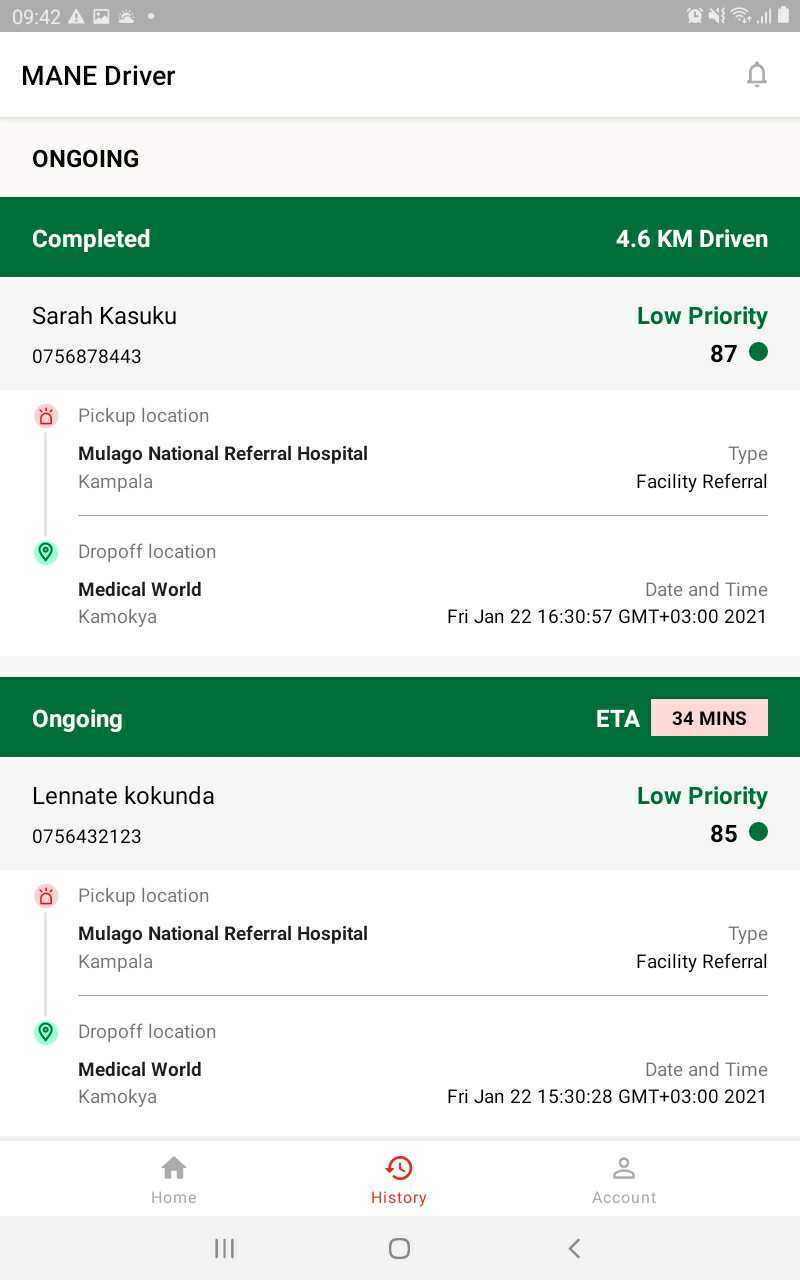 09:42
MANE Driver
ONGOING
Completed 4.6 KM Driven
Sarah Kasuku Low Priority
0756878443 87
Pickup location
Mulago National Referral Hospital Type
Kampala Facility Referral
Dropoff location
Medical World Date and Time
Kamokya Fri Jan 22 16:30:57 GMT+03:00 2021
Ongoing ETA 34 MINS
Lennate kokunda Low Priority
0756432123 85
Pickup location
Mulago National Referral Hospital Type
Kampala Facility Referral
Dropoff location
Medical World Date and Time
Kamokya Fri Jan 22 15:30:28 GMT+03:00 2021
Home History Account